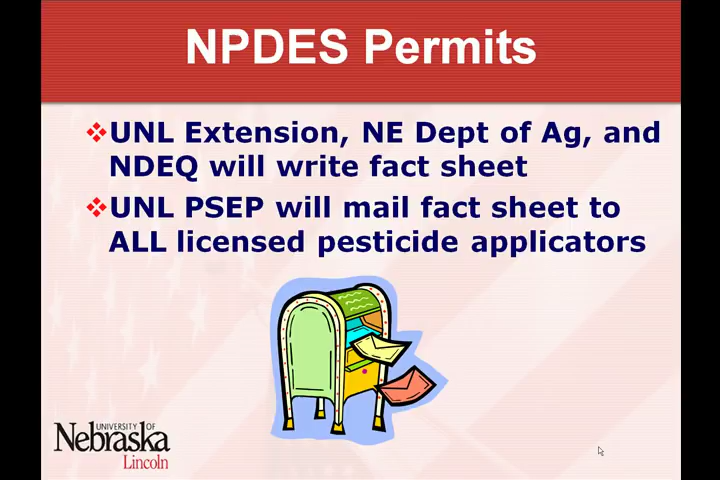 NPDES Permits
UNL Extension, NE Dept of Ag, and
NDEQ will write fact sheet
UNL PSEP will mail fact sheet to
ALL licensed pesticide applicators
UNIVERSITY OF
Nebraska
Lincoln